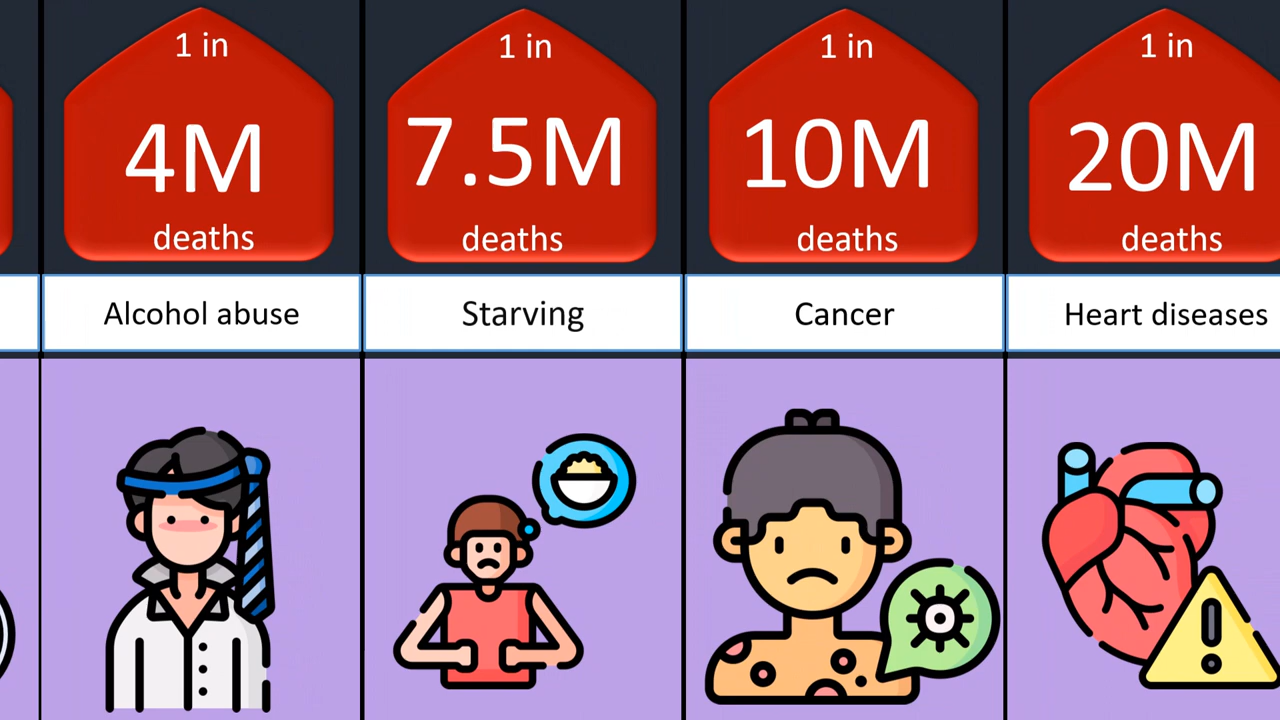 1 in
4M
deaths
Alcohol abuse
1 in
7.5M
deaths
Starving
1 in
10M
deaths
Cancer
1 in
20M
deaths
Heart diseases